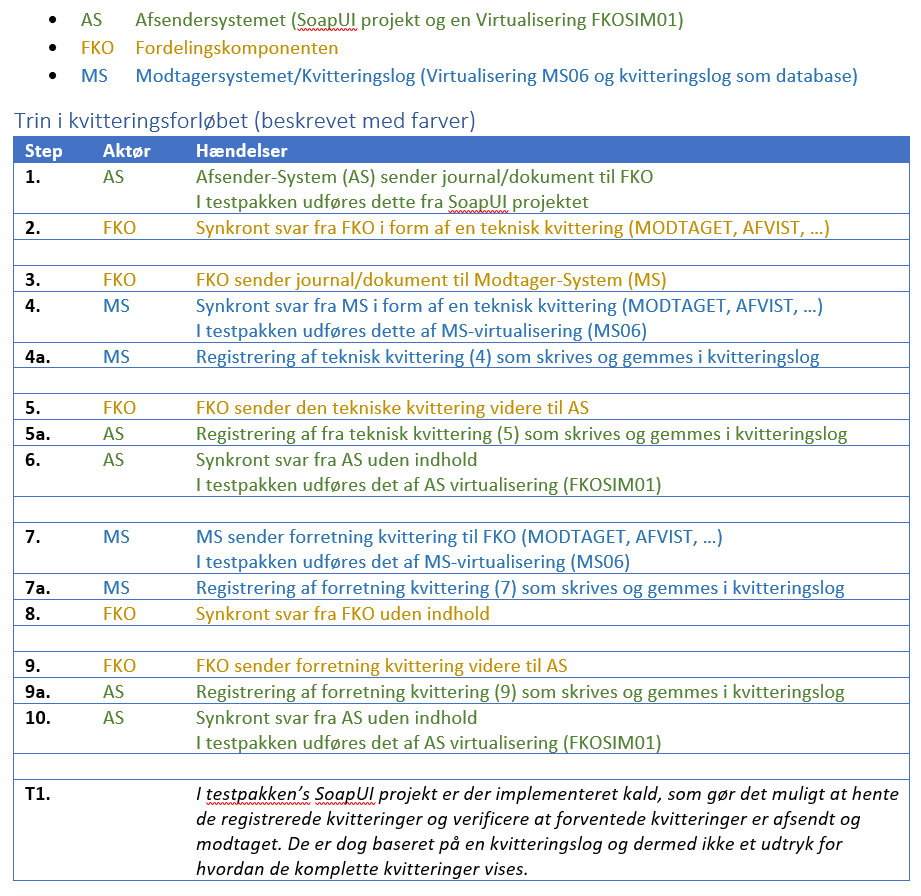 • AS Afsendersystemet (SoapUI projekt og en Virtualisering FKOSIM01)
• FKO Fordelingskomponenten
• MS Modtagersystemet/Kvitteringslog (Virtualisering MS06 og kvitteringslog som database)
Trin i kvitteringsforløbet (beskrevet med farver)
Step Aktør Hændelser
1. AS Afsender-System (AS) sender journal/dokument til FKO
I testpakken udføres dette fra SoapUI projektet
2. FKO Synkront svar fra FKO i form af en teknisk kvittering (MODTAGET, AFVIST, …)
3. FKO FKO sender journal/dokument til Modtager-System (MS)
4. MS Synkront svar fra MS i form af en teknisk kvittering (MODTAGET, AFVIST, …)
I testpakken udføres dette af MS-virtualisering (MS06)
4a. MS Registrering af teknisk kvittering (4) som skrives og gemmes i kvitteringslog
5. FKO FKO sender den tekniske kvittering videre til AS
5a. AS Registrering af fra teknisk kvittering (5) som skrives og gemmes i kvitteringslog
6. AS Synkront svar fra AS uden indhold
I testpakken udføres det af AS virtualisering (FKOSIM01)
7. MS MS sender forretning kvittering til FKO (MODTAGET, AFVIST, …)
I testpakken udføres det af MS-virtualisering (MS06)
7a. MS Registrering af forretning kvittering (7) som skrives og gemmes i kvitteringslog
8. FKO Synkront svar fra FKO uden indhold
9. FKO FKO sender forretning kvittering videre til AS
9a. AS Registrering af forretning kvittering (9) som skrives og gemmes i kvitteringslog
10. AS Synkront svar fra AS uden indhold
I testpakken udføres det af AS virtualisering (FKOSIM01)
T1. I testpakken's SoapUI projekt er der implementeret kald, som gør det muligt at hente
de registrerede kvitteringer og verificere at forventede kvitteringer er afsendt og
modtaget. De er dog baseret på en kvitteringslog og dermed ikke et udtryk for
hvordan de komplette kvitteringer vises.